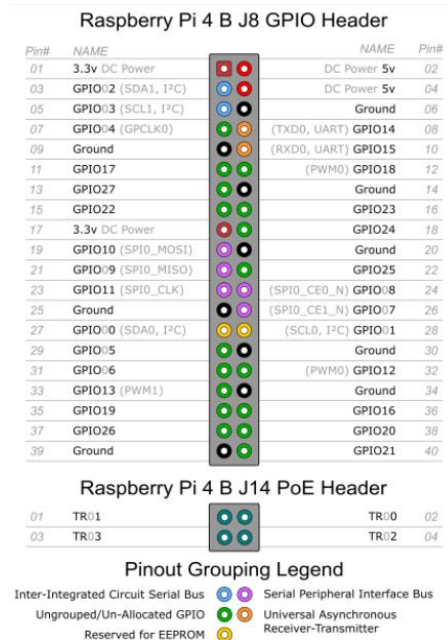 Raspberry Pi 4 B J8 GPIO Header
Pin# NAME NAME Pin#
01 3.3v DC Power DC Power 5v 02
03 GPIO02 (SDA1, I²C) DC Power 5v 04
05 GPIO03 (SCL1, I²C) Ground 06
07 GPIO04 (GPCLK0) (TXD0, UART) GPIO14 08
09 Ground (RXD0, UART) GPIO15 10
11 GPIO17 (PWM0) GPIO18 12
13 GPIO27 Ground 14
15 GPIO22 GPIO23 16
17 3.3v DC Power GPIO24 18
19 GPIO10 (SPI0_MOSI) Ground 20
21 GPIO09 (SPI0_MISO) GPIO25 22
23 GPIO11 (SPI0_CLK) (SPI0_CE0_N) GPIO08 24
25 Ground (SPI0_CE1_N) GPIO07 26
27 GPIO00 (SDA0, I²C) (SCL0, I²C) GPIO01 28
29 GPIO05 Ground 30
31 GPIO06 (PWM0) GPIO12 32
33 GPIO13 (PWM1) Ground 34
35 GPIO19 GPIO16 36
37 GPIO26 GPIO20 38
39 Ground GPIO21 40
Raspberry Pi 4 B J14 PoE Header
01 TR01 TR00 02
03 TR03 TR02 04
Pinout Grouping Legend
Inter-Integrated Circuit Serial Bus Serial Peripheral Interface Bus
Ungrouped/Un-Allocated GPIO Universal Asynchronous
Reserved for EEPROM Receiver-Transmitter